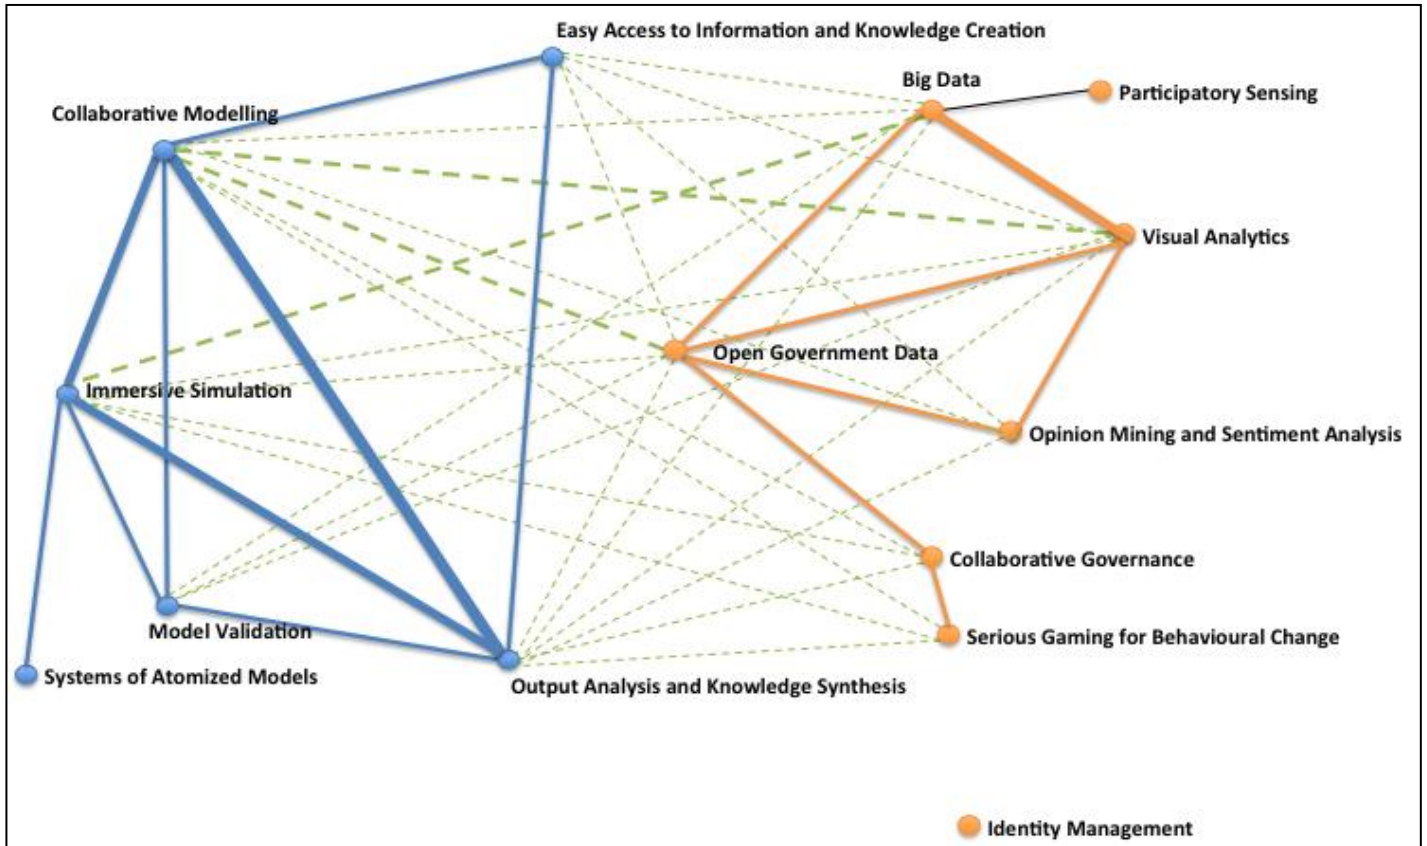 Easy Access to Information and Knowledge Creation
Big Data
Participatory Sensing
Collaborative Modelling
Visual Analytics
Open Government Data
Immersive Simulation
Opinion Mining and Sentiment Analysis
Collaborative Governance
Model Validation
Serious Gaming for Behavioural Change
Systems of Atomized Models
Output Analysis and Knowledge Synthesis
Identity Management